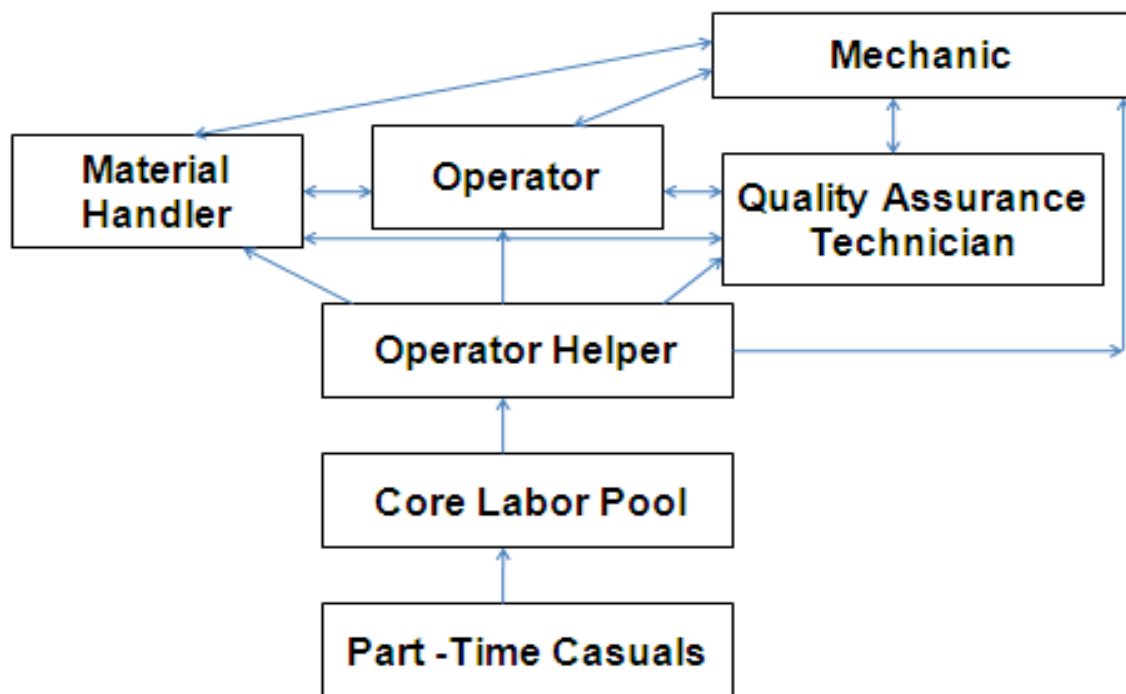 Mechanic
Material
Handler
Operator
Quality Assurance
Technician
Operator Helper
Core Labor Pool
Part -Time Casuals